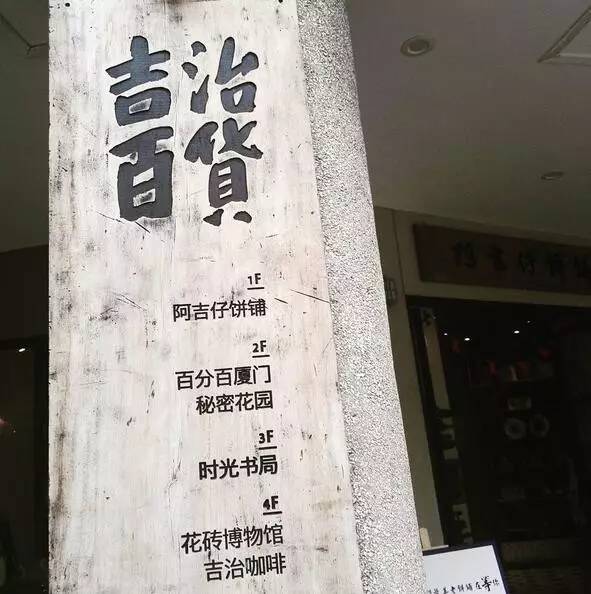 吉治
百货
1F
阿吉仔饼铺
2F
百分百厦门
秘密花园
3F
时光书局
4F
花砖博物馆
吉治咖啡